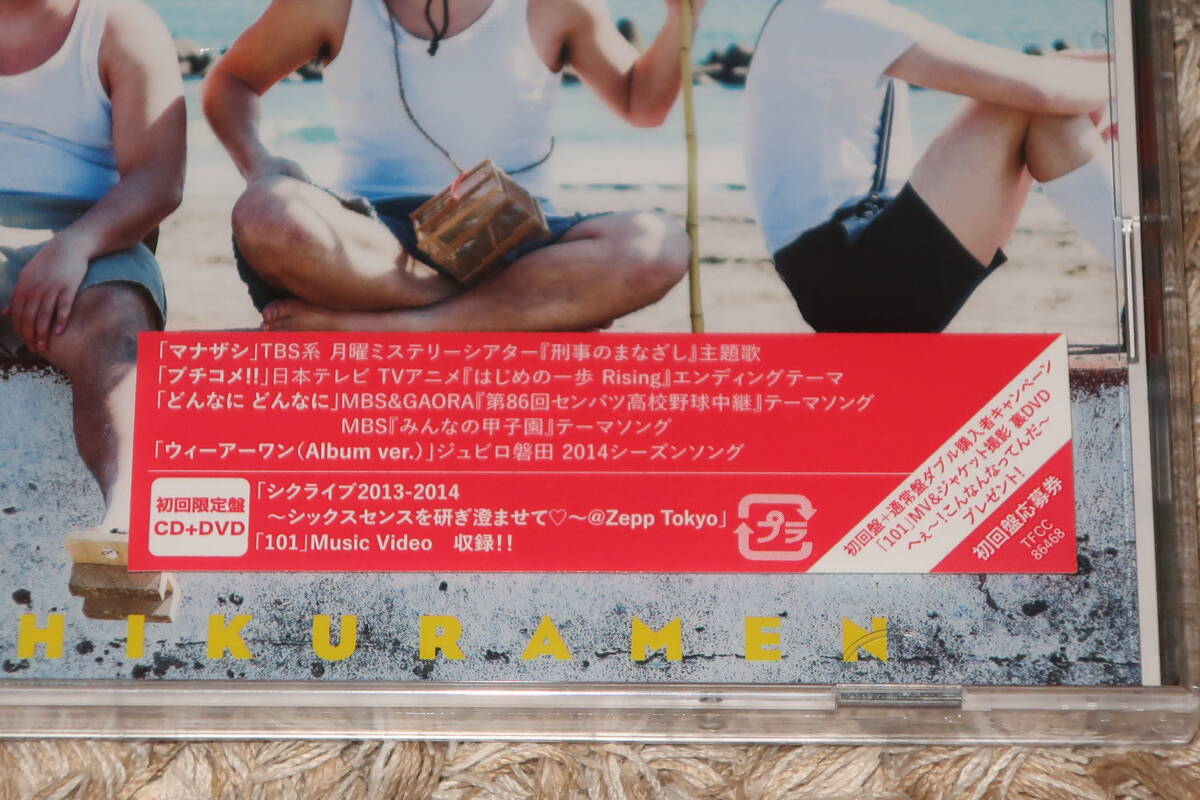 「マナザシ」TBS系 月曜ミステリーシアター『刑事のまなざし』主題歌
「ブチコメ!!」日本テレビ TVアニメ『はじめの一歩 Rising』エンディングテーマ
「どんなに どんなに」MBS&GAORA『第86回センバツ高校野球中継』テーマソング
MBS『みんなの甲子園』テーマソング
「ウィーアーワン(Album ver.)」ジュビロ磐田 2014シーズンソング
初回限定盤
CD+DVD
「シクライブ2013-2014
～シックスセンスを研ぎ澄ませて♡～@Zepp Tokyo」
「101」Music Video 収録!!
プラ
初回盤+通常盤ダブル購入者キャンペーン
「101」MV&ジャケット撮影 裏DVD
へぇ～!こんなんなってんだ～
プレゼント!
初回盤応募券
TFCC
86468
HIKURAMEN